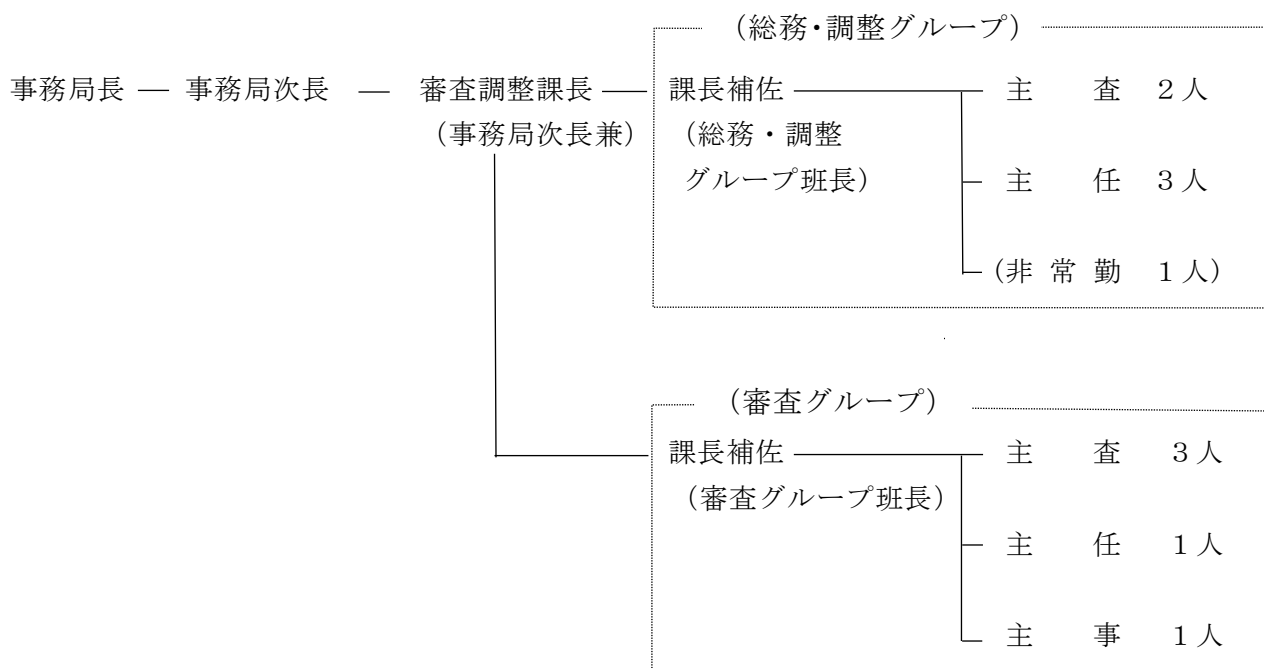 (総務・調整グループ)
事務局長 ― 事務局次長 ― 審査調整課長 課長補佐 主 査 2人
(事務局次長兼) (総務・調整
グループ班長) 主 任 3人
(非 常 勤 1人)
(審査グループ)
課長補佐 主 査 3人
(審査グループ班長)
主 任 1人
主 事 1人